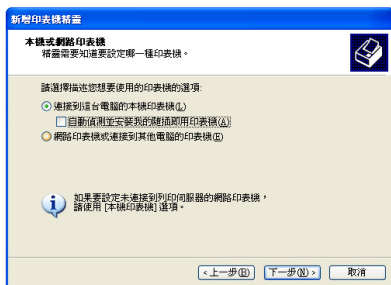 新增印表機精靈
本機或網路印表機
精靈需要知道要設定哪一種印表機。
請選擇描述您想要使用的印表機的選項:
連接到這台電腦的本機印表機(L)
自動偵測並安裝我的隨插即用印表機(A)
網路印表機或連接到其他電腦的印表機(E)
如果要設定未連接到列印伺服器的網路印表機，
請使用 [本機印表機] 選項。
<上一步(B) 下一步(N)> 取消